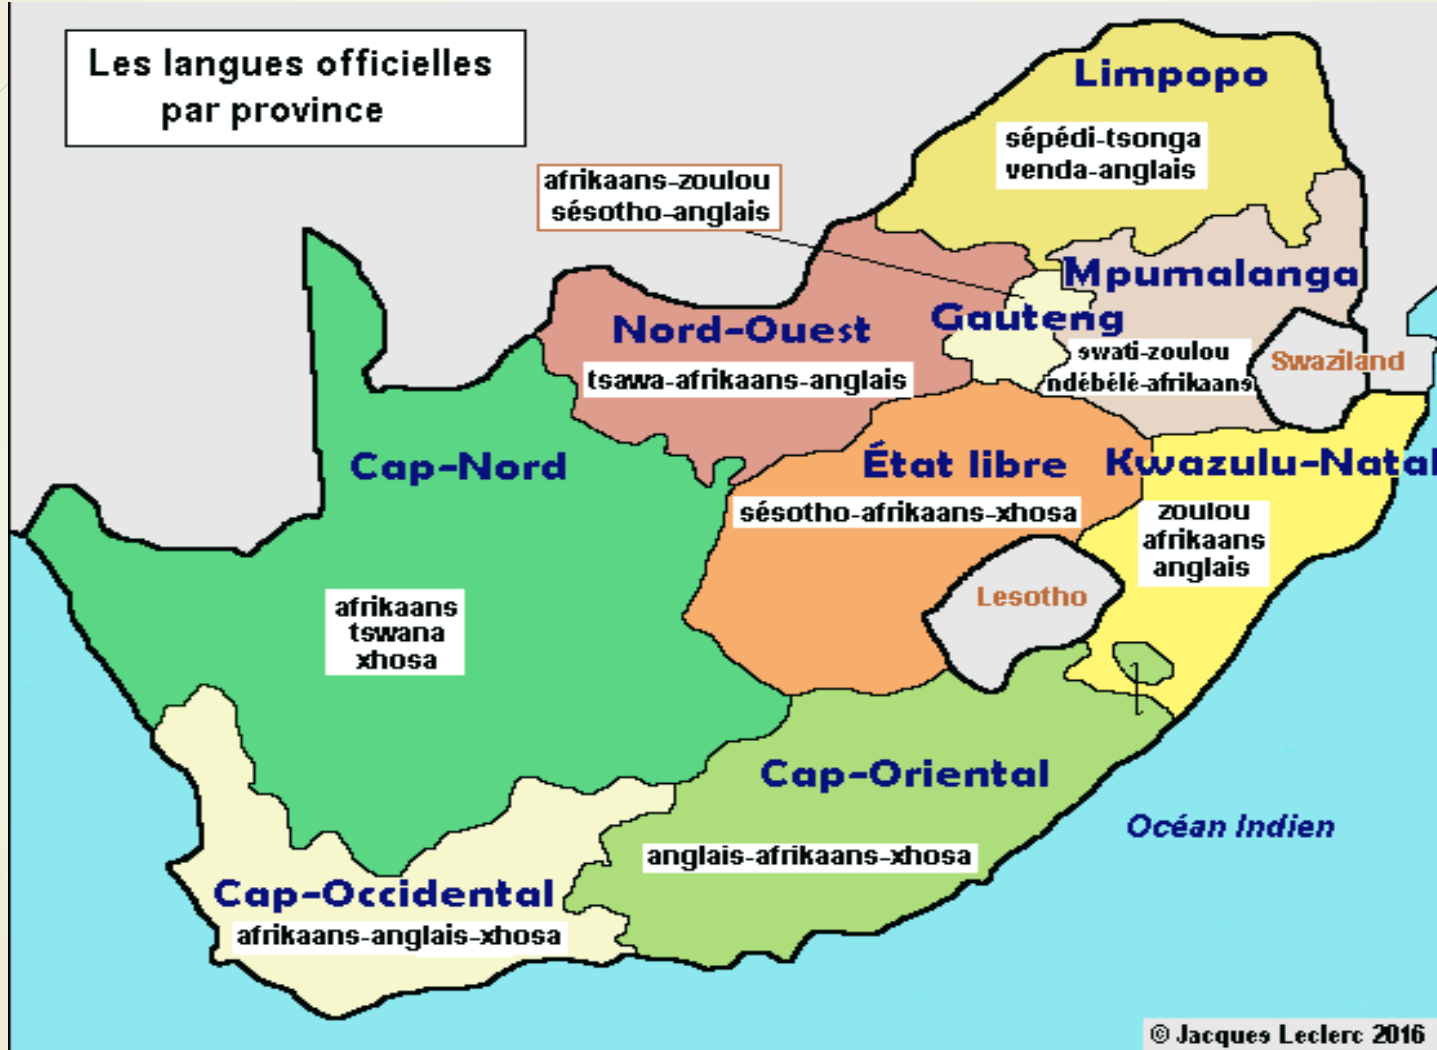 Les langues officielles
par province
Limpopo
sépédi-tsonga
venda-anglais
afrikaans-zoulou
sésotho-anglais
Mpumalanga
Gauteng
swati-zoulou
ndébélé-afrikaans
Swaziland
Nord-Ouest
tsawa-afrikaans-anglais
Cap-Nord
État libre
Kwazulu-Natal
sésotho-afrikaans-xhosa
zoulou
afrikaans
anglais
Lesotho
afrikaans
tswana
xhosa
Cap-Oriental
Océan Indien
anglais-afrikaans-xhosa
Cap-Occidental
afrikaans-anglais-xhosa
© Jacques Leclerc 2016